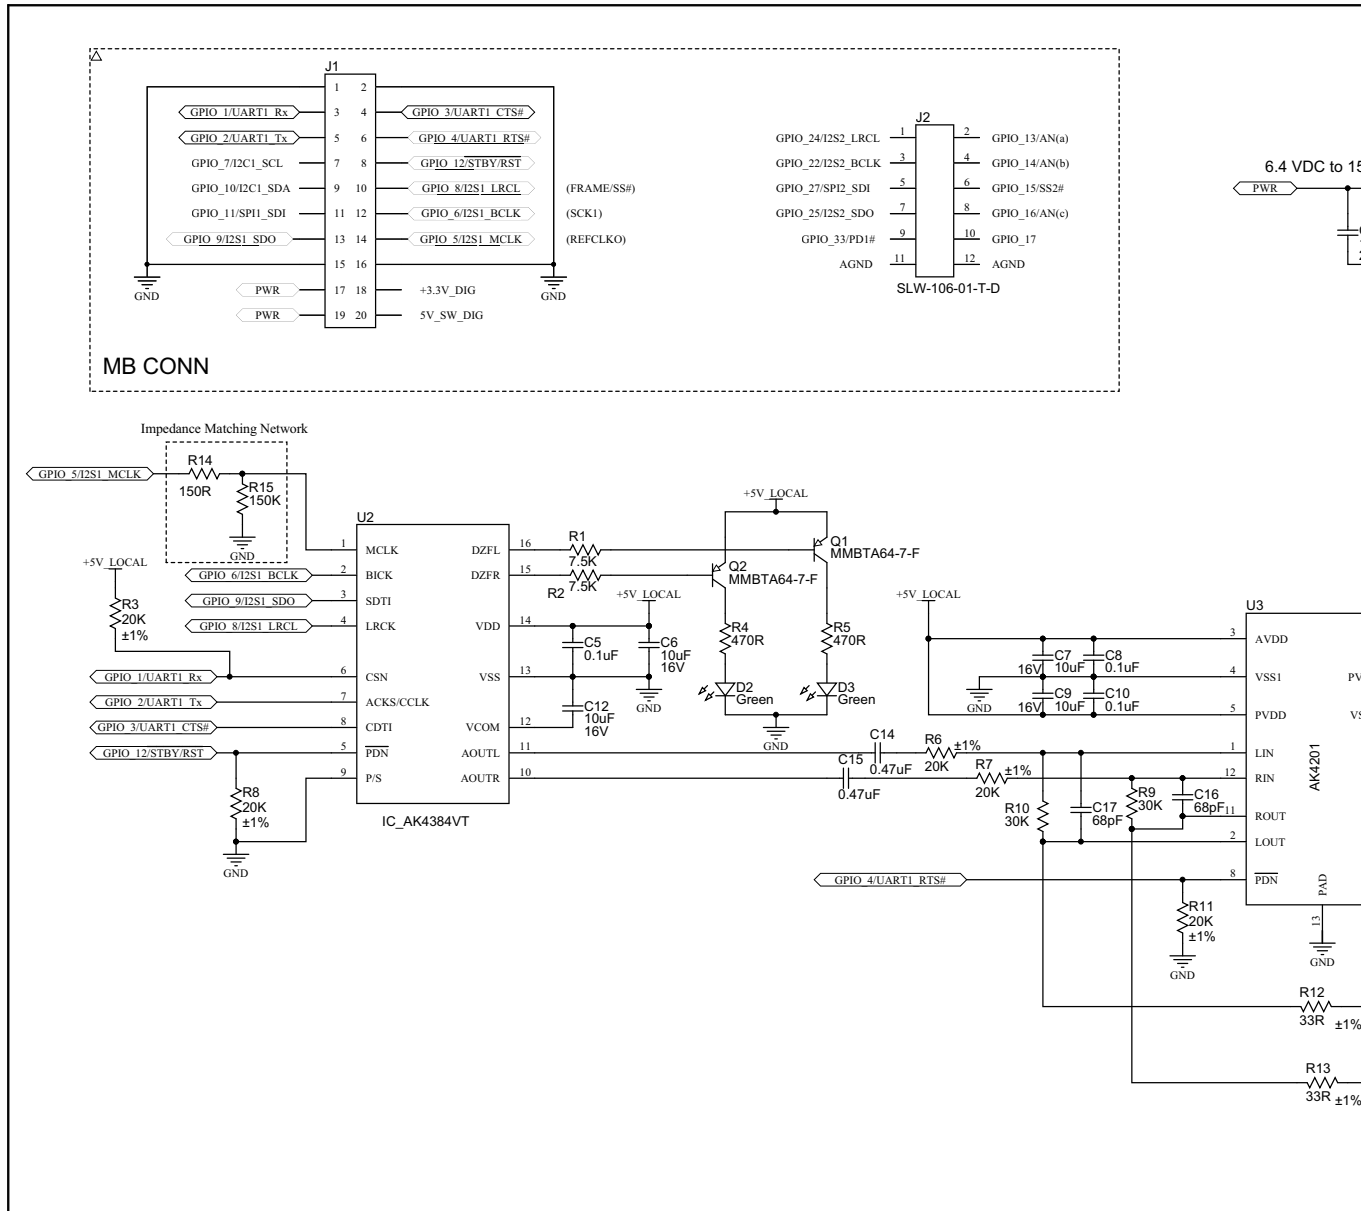 J1
1 2
GPIO_1/UART1_Rx 3 4 GPIO_3/UART1_CTS#
GPIO_2/UART1_Tx 5 6 GPIO_4/UART1_RTS#
GPIO_7/I2C1_SCL 7 8 GPIO_12/STBY/RST
GPIO_10/I2C1_SDA 9 10 GPIO_8/I2S1_LRCL (FRAME/SS#)
GPIO_11/SPI1_SDI 11 12 GPIO_6/I2S1_BCLK (SCK1)
GPIO_9/I2S1_SDO 13 14 GPIO_5/I2S1_MCLK (REFCLKO)
15 16
GND GND
PWR 17 18 +3.3V_DIG
PWR 19 20 5V_SW_DIG
MB CONN
J2
GPIO_24/I2S2_LRCL 1 2 GPIO_13/AN(a)
GPIO_22/I2S2_BCLK 3 4 GPIO_14/AN(b)
GPIO_27/SPI2_SDI 5 6 GPIO_15/SS2#
GPIO_25/I2S2_SDO 7 8 GPIO_16/AN(c)
GPIO_33/PD1# 9 10 GPIO_17
AGND 11 12 AGND
SLW-106-01-T-D
6.4 VDC to 15
PWR
Impedance Matching Network
GPIO_5/I2S1_MCLK
R14
150R
R15
150K
GND
+5V_LOCAL
R3
20K
±1%
GPIO_6/I2S1_BCLK
GPIO_9/I2S1_SDO
GPIO_8/I2S1_LRCL
GPIO_1/UART1_Rx
GPIO_2/UART1_Tx
GPIO_3/UART1_CTS#
GPIO_12/STBY/RST
R8
20K
±1%
GND
U2
1 MCLK DZFL 16
2 BICK DZFR 15
3 SDTI
4 LRCK VDD 14
6 CSN VSS 13
7 ACKS/CCLK
8 CDTI VCOM 12
5 PDN AOUTL 11
9 P/S AOUTR 10
IC_AK4384VT
R1
7.5K
R2
7.5K
+5V_LOCAL
Q1
MMBTA64-7-F
Q2
MMBTA64-7-F
+5V_LOCAL
C5
0.1uF
C6
10uF
16V
GND
C12
10uF
16V
R4
470R
R5
470R
D2
Green
D3
Green
GND
C14
0.47uF
C15
0.47uF
R6
20K
±1%
R7
20K
±1%
+5V_LOCAL
C7
10uF
16V
C8
0.1uF
GND
C9
10uF
16V
C10
0.1uF
R10
30K
C17
68pF
R9
30K
C16
68pF
GPIO_4/UART1_RTS#
R11
20K
±1%
GND
U3
3 AVDD
4 VSS1
5 PVDD
1 LIN
12 RIN
11 ROUT
2 LOUT
8 PDN
AK4201
PAD
13
GND
R12
33R ±1%
R13
33R ±1%